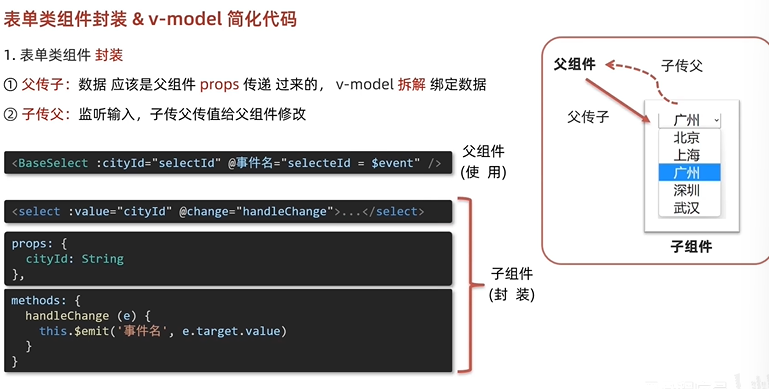 表单类组件封装 & v-model 简化代码
1. 表单类组件 封装
① 父传子：数据 应该是父组件 props 传递 过来的， v-model 拆解 绑定数据
② 子传父：监听输入，子传父传值给父组件修改
<BaseSelect :cityId="selectId" @事件名="selecteId = $event" />
父组件
(使 用)
<select :value="cityId" @change="handleChange">...</select>
props: {
cityId: String
},
methods: {
handleChange (e) {
this.$emit('事件名', e.target.value)
}
}
子组件
(封 装)
父组件
子传父
父传子
广州
北京
上海
广州
深圳
武汉
子组件